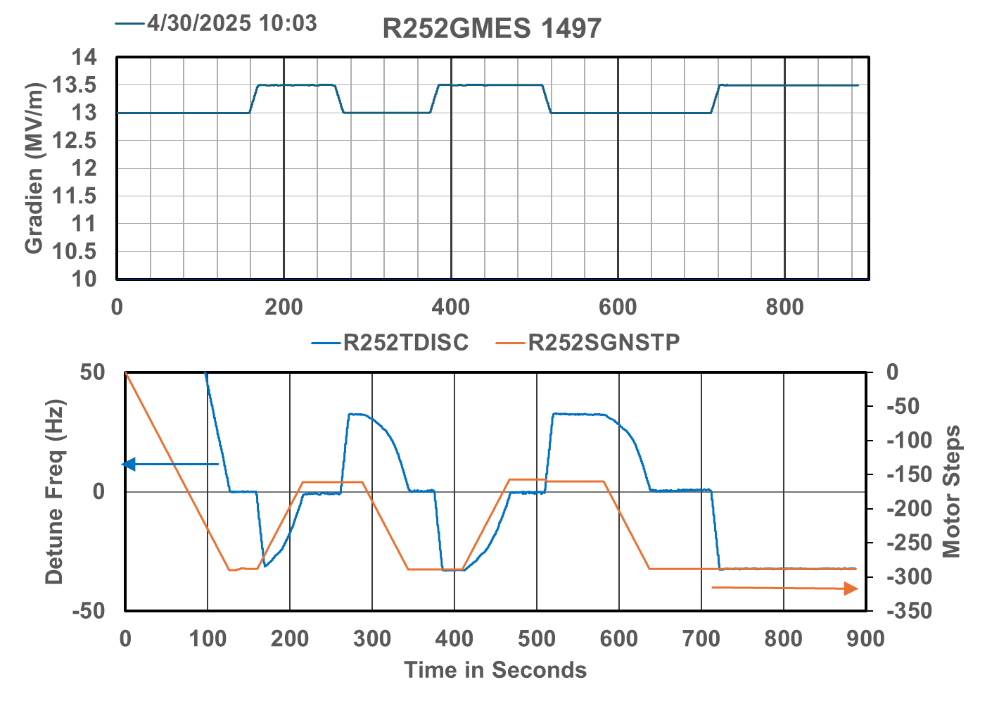 4/30/2025 10:03
R252GMES 1497
Gradien (MV/m)
14
13.5
13
12.5
12
11.5
11
10.5
10
0 200 400 600 800
R252TDISC R252SGNSTP
Detune Freq (Hz)
50
0
-50
0
-50
-100
-150
-200
-250
-300
-350
Motor Steps
0 100 200 300 400 500 600 700 800 900
Time in Seconds